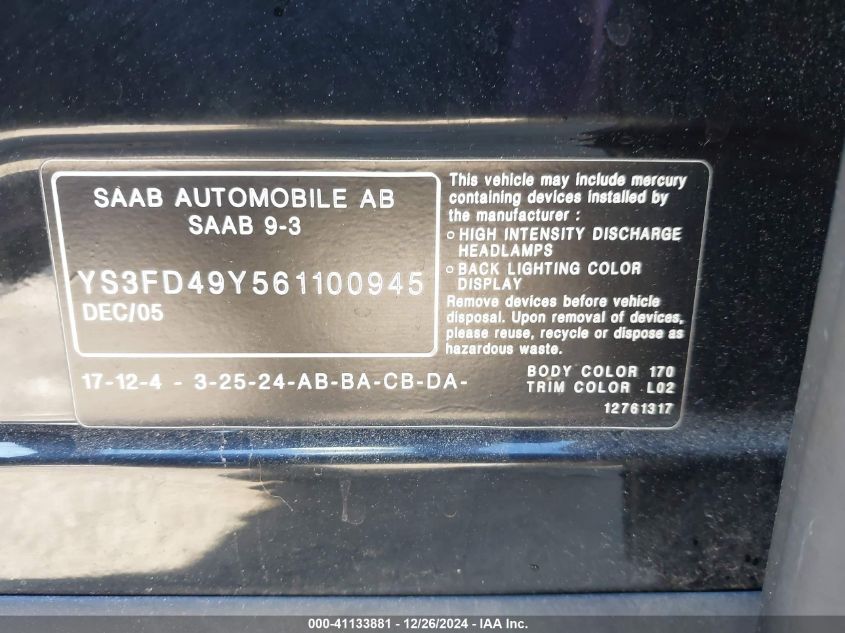 SAAB AUTOMOBILE AB
SAAB 9-3
YS3FD49Y561100945
DEC/05
17-12-4 - 3-25-24-AB-BA-CB-DA-
This vehicle may include mercury
containing devices installed by
the manufacturer :
○ HIGH INTENSITY DISCHARGE
HEADLAMPS
○ BACK LIGHTING COLOR
DISPLAY
Remove devices before vehicle
disposal. Upon removal of devices,
please reuse, recycle or dispose as
hazardous waste.
BODY COLOR 170
TRIM COLOR L02
12761317
000-41133881 - 12/26/2024 - IAA Inc.